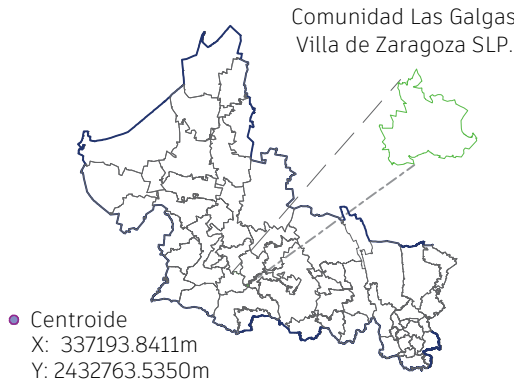 Comunidad Las Galgas
Villa de Zaragoza SLP.
Centroide
X: 337193.8411m
Y: 2432763.5350m